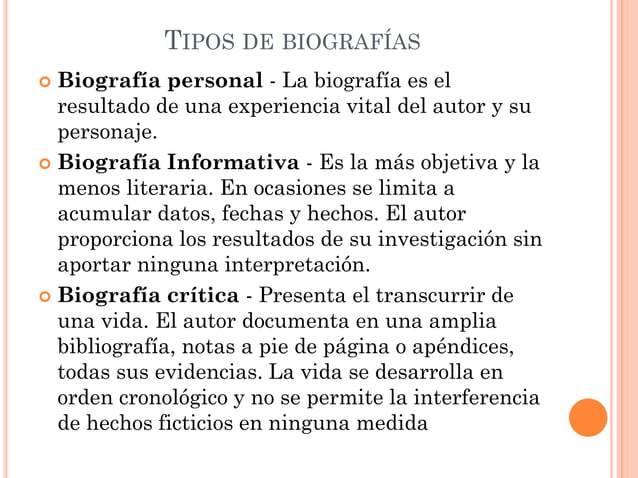 TIPOS DE BIOGRAFÍAS
Biografía personal - La biografía es el
resultado de una experiencia vital del autor y su
personaje.
Biografía Informativa - Es la más objetiva y la
menos literaria. En ocasiones se limita a
acumular datos, fechas y hechos. El autor
proporciona los resultados de su investigación sin
aportar ninguna interpretación.
Biografía crítica - Presenta el transcurrir de
una vida. El autor documenta en una amplia
bibliografía, notas a pie de página o apéndices,
todas sus evidencias. La vida se desarrolla en
orden cronológico y no se permite la interferencia
de hechos ficticios en ninguna medida